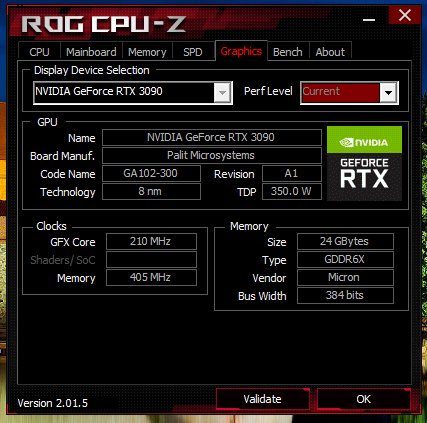 ROG CPU-Z
CPU Mainboard Memory SPD Graphics Bench About
Display Device Selection
NVIDIA GeForce RTX 3090 Perf Level Current
GPU
Name NVIDIA GeForce RTX 3090
Board Manuf. Palit Microsystems
Code Name GA102-300 Revision A1
Technology 8 nm TDP 350.0 W
NVIDIA
GEFORCE
RTX
Clocks
GFX Core 210 MHz
Shaders/SoC
Memory 405 MHz
Memory
Size 24 GBytes
Type GDDR6X
Vendor Micron
Bus Width 384 bits
Version 2.01.5 Validate OK